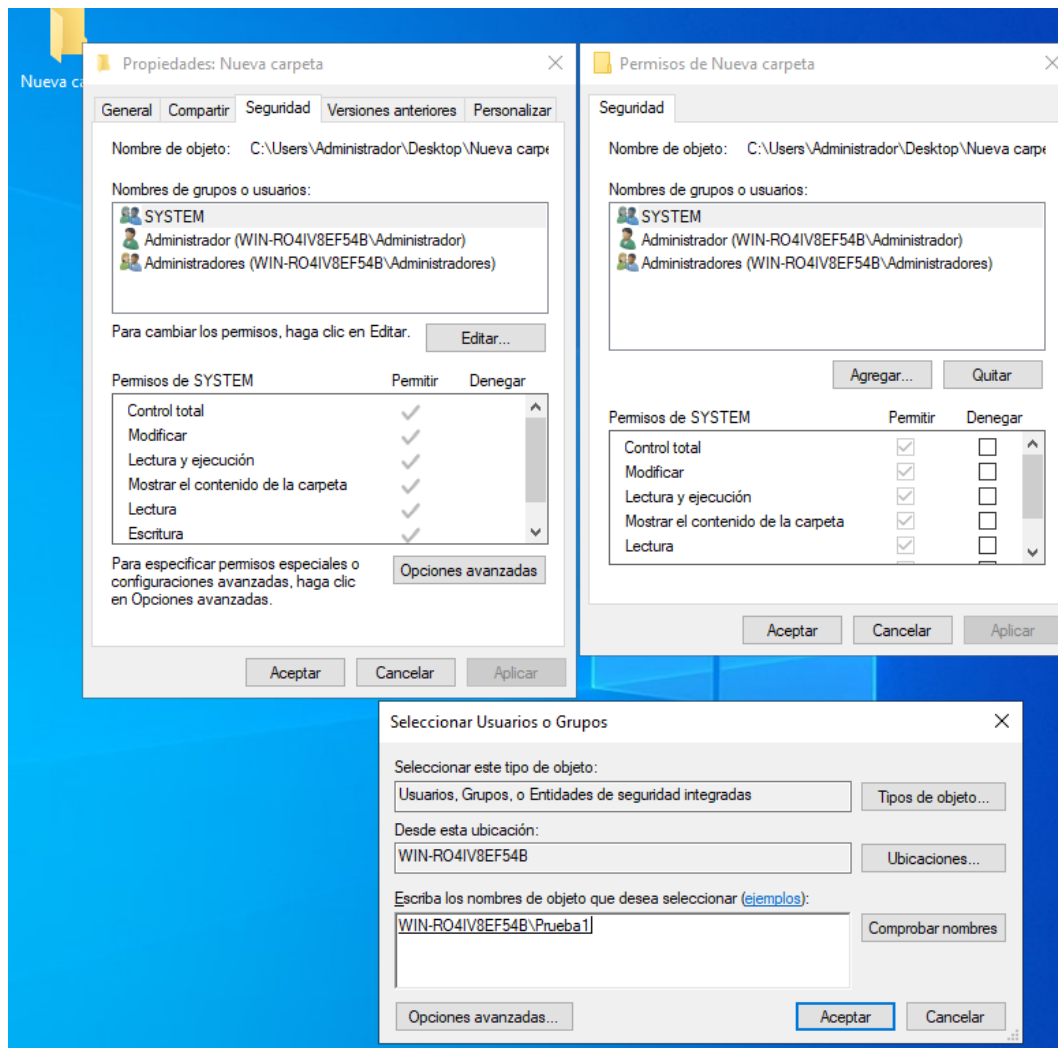 Nueva ca
Propiedades: Nueva carpeta
General Compartir Seguridad Versiones anteriores Personalizar
Nombre de objeto: C:\Users\Administrador\Desktop\Nueva carpe
Nombres de grupos o usuarios:
SYSTEM
Administrador (WIN-RO4IV8EF54B\Administrador)
Administradores (WIN-RO4IV8EF54B\Administradores)
Para cambiar los permisos, haga clic en Editar. Editar...
Permisos de SYSTEM Permitir Denegar
Control total
Modificar
Lectura y ejecución
Mostrar el contenido de la carpeta
Lectura
Escritura
Para especificar permisos especiales o
configuraciones avanzadas, haga clic
en Opciones avanzadas.
Opciones avanzadas
Aceptar Cancelar Aplicar
Permisos de Nueva carpeta
Seguridad
Nombre de objeto: C:\Users\Administrador\Desktop\Nueva carpe
Nombres de grupos o usuarios:
SYSTEM
Administrador (WIN-RO4IV8EF54B\Administrador)
Administradores (WIN-RO4IV8EF54B\Administradores)
Agregar... Quitar
Permisos de SYSTEM Permitir Denegar
Control total
Modificar
Lectura y ejecución
Mostrar el contenido de la carpeta
Lectura
Aceptar Cancelar Aplicar
Seleccionar Usuarios o Grupos
Seleccionar este tipo de objeto:
Usuarios, Grupos, o Entidades de seguridad integradas Tipos de objeto...
Desde esta ubicación:
WIN-RO4IV8EF54B Ubicaciones...
Escriba los nombres de objeto que desea seleccionar (ejemplos):
WIN-RO4IV8EF54B\Prueba1 Comprobar nombres
Opciones avanzadas... Aceptar Cancelar